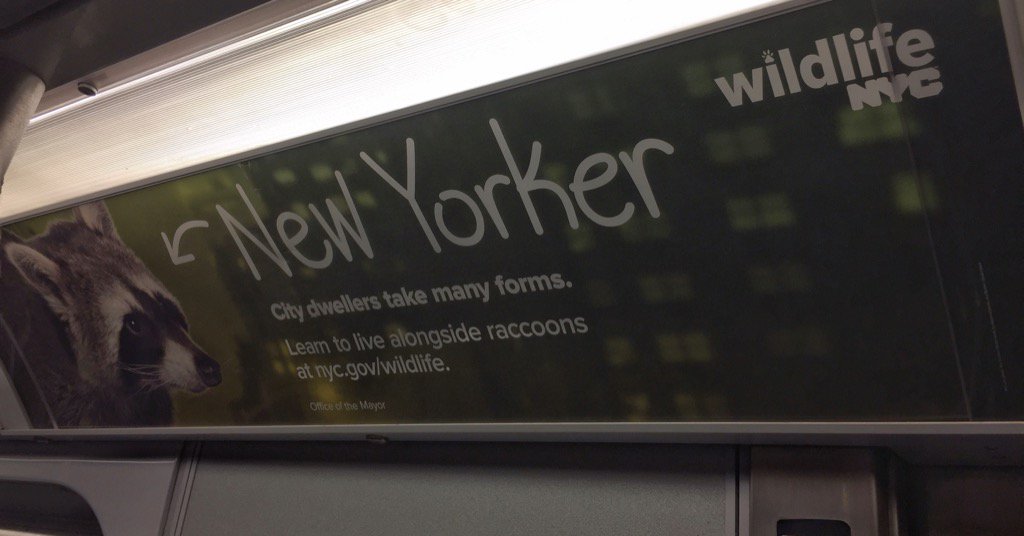 wildlife
NYC
New Yorker
City dwellers take many forms.
Learn to live alongside raccoons
at nyc.gov/wildlife.
Office of the Mayor